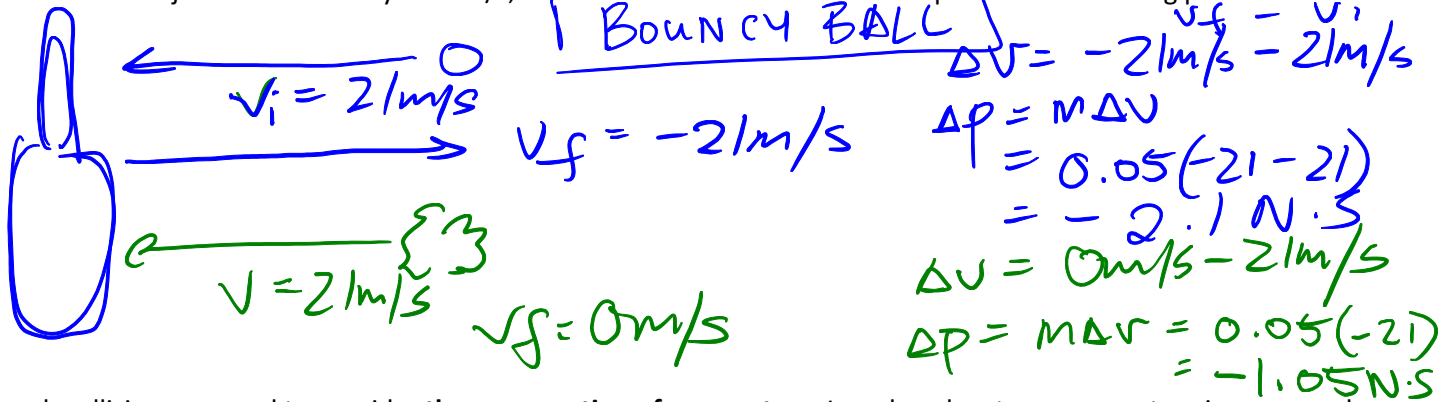 BOUNCY BALL
vf - vi
Δv = -21m/s - 21m/s
vi = 21m/s
vf = -21m/s
Δp = mΔv
= 0.05(-21-21)
= -2.1 N·S
v = 21m/s
Δv = 0m/s - 21m/s
vf = 0m/s
Δp = mΔv = 0.05(-21)
= -1.05N·S